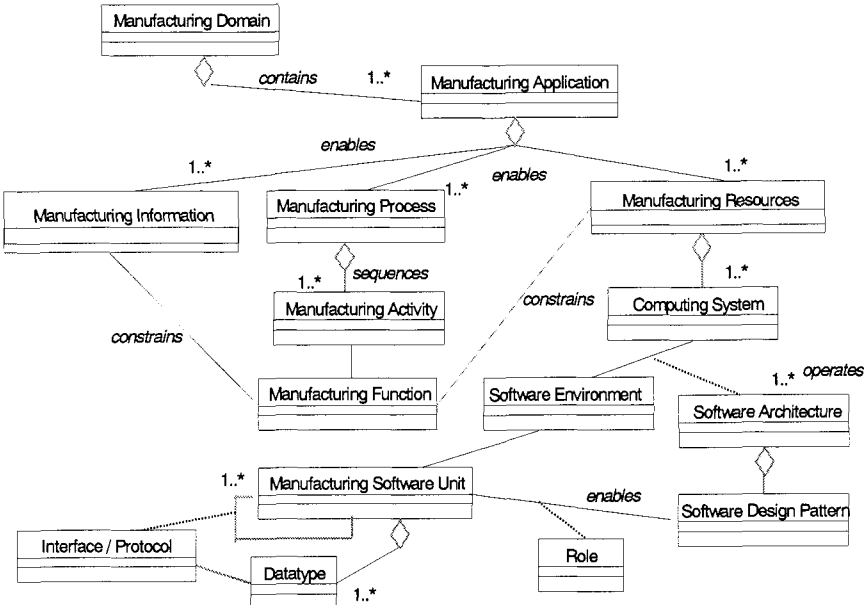 Manufacturing Domain
contains
1..*
Manufacturing Application
enables
1..*
enables
1..*
1..*
Manufacturing Information
Manufacturing Process
Manufacturing Resources
sequences
1..*
1..*
Manufacturing Activity
constrains
Computing System
constrains
Manufacturing Function
Software Environment
1..*
operates
Software Architecture
1..*
Manufacturing Software Unit
enables
Software Design Pattern
Interface / Protocol
Role
Datatype
1..*